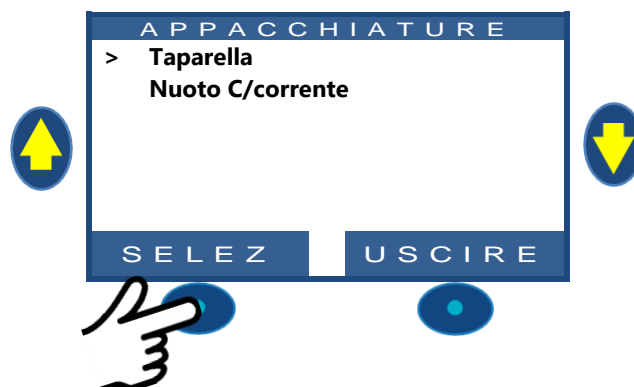 APPACCHIATURE
> Taparella
Nuoto C/corrente
SELEZ USCIRE